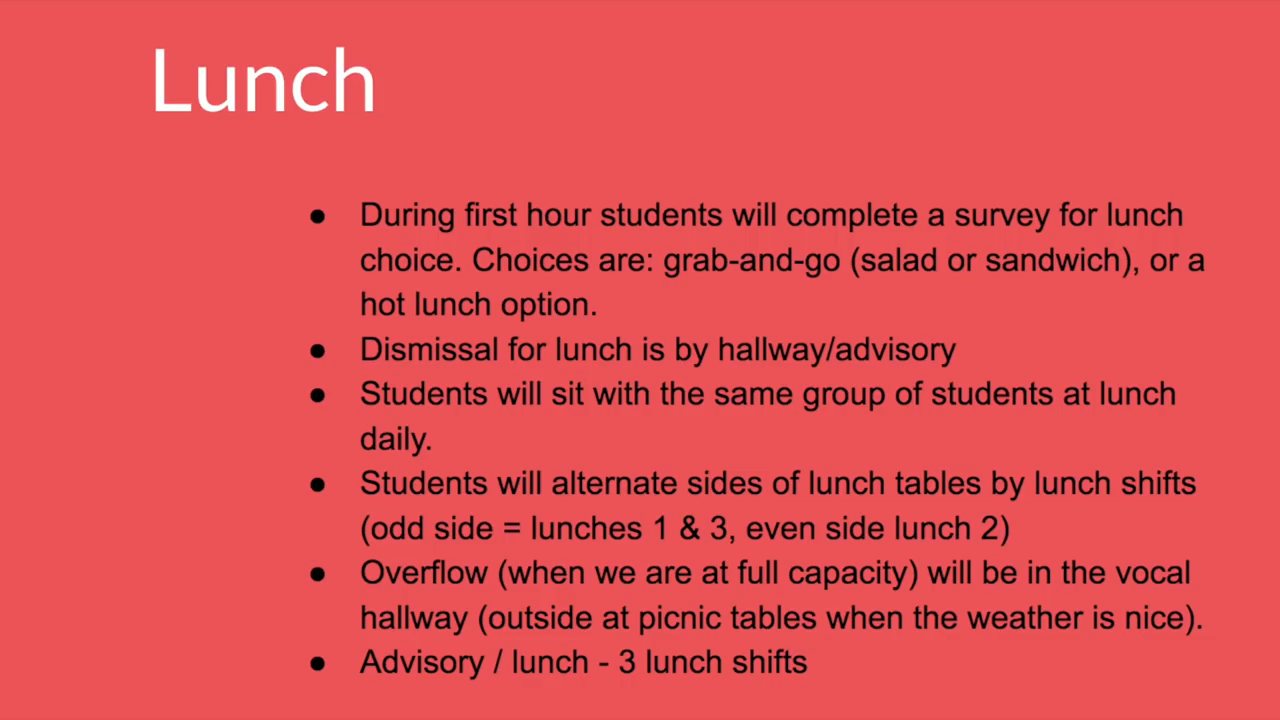 Lunch
● During first hour students will complete a survey for lunch
choice. Choices are: grab-and-go (salad or sandwich), or a
hot lunch option.
● Dismissal for lunch is by hallway/advisory
● Students will sit with the same group of students at lunch
daily.
● Students will alternate sides of lunch tables by lunch shifts
(odd side = lunches 1 & 3, even side lunch 2)
● Overflow (when we are at full capacity) will be in the vocal
hallway (outside at picnic tables when the weather is nice).
● Advisory / lunch - 3 lunch shifts